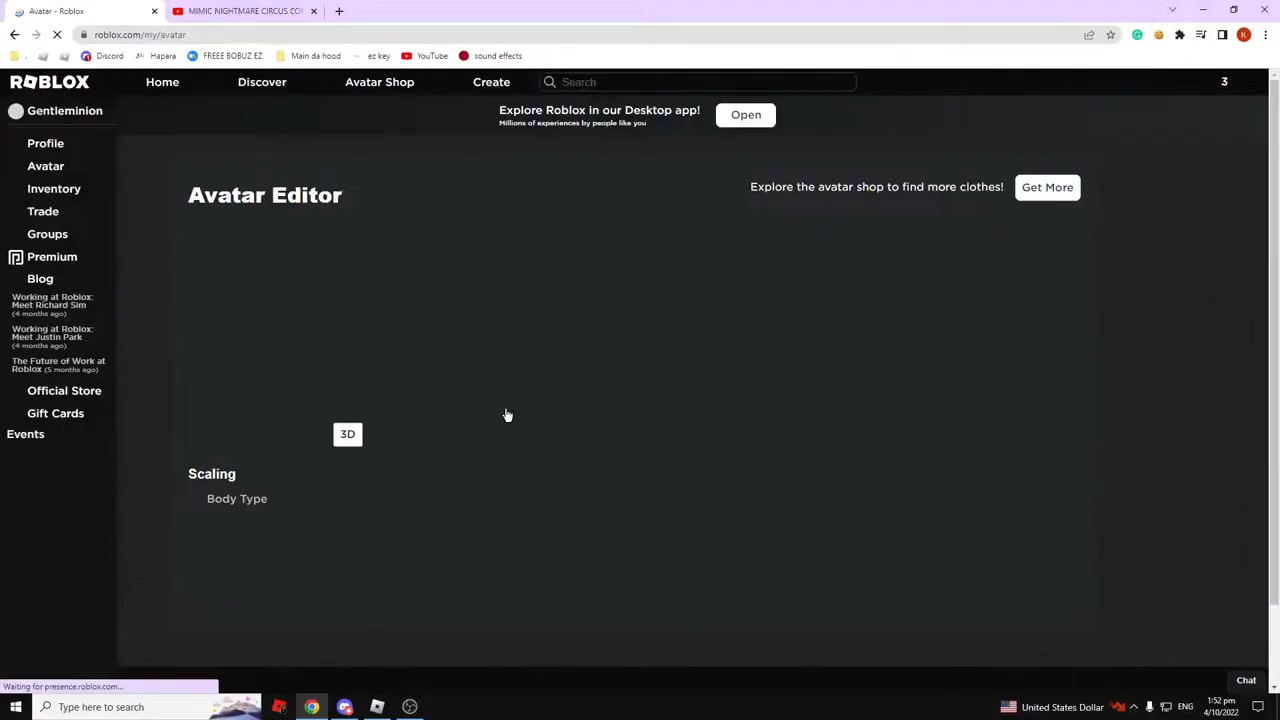 Avatar - Roblox
MIMIC NIGHTMARE CIRCUS CO
roblox.com/my/avatar
K
Discord
Hapara
FREEE BOBUZ EZ
Main da hood
ez key
YouTube
sound effects
ROBLOX
Home
Discover
Avatar Shop
Create
Search
3
Gentleminion
Explore Roblox in our Desktop app!
Millions of experiences by people like you
Open
Profile
Avatar
Inventory
Trade
Groups
Premium
Blog
Working at Roblox:
Meet Richard Sim
(4 months ago)
Working at Roblox:
Meet Justin Park
(4 months ago)
The Future of Work at
Roblox (5 months ago)
Official Store
Gift Cards
Events
Avatar Editor
Explore the avatar shop to find more clothes!
Get More
3D
Scaling
Body Type
Chat
Waiting for presence.roblox.com...
Type here to search
United States Dollar
ENG
1:52 pm
4/10/2022